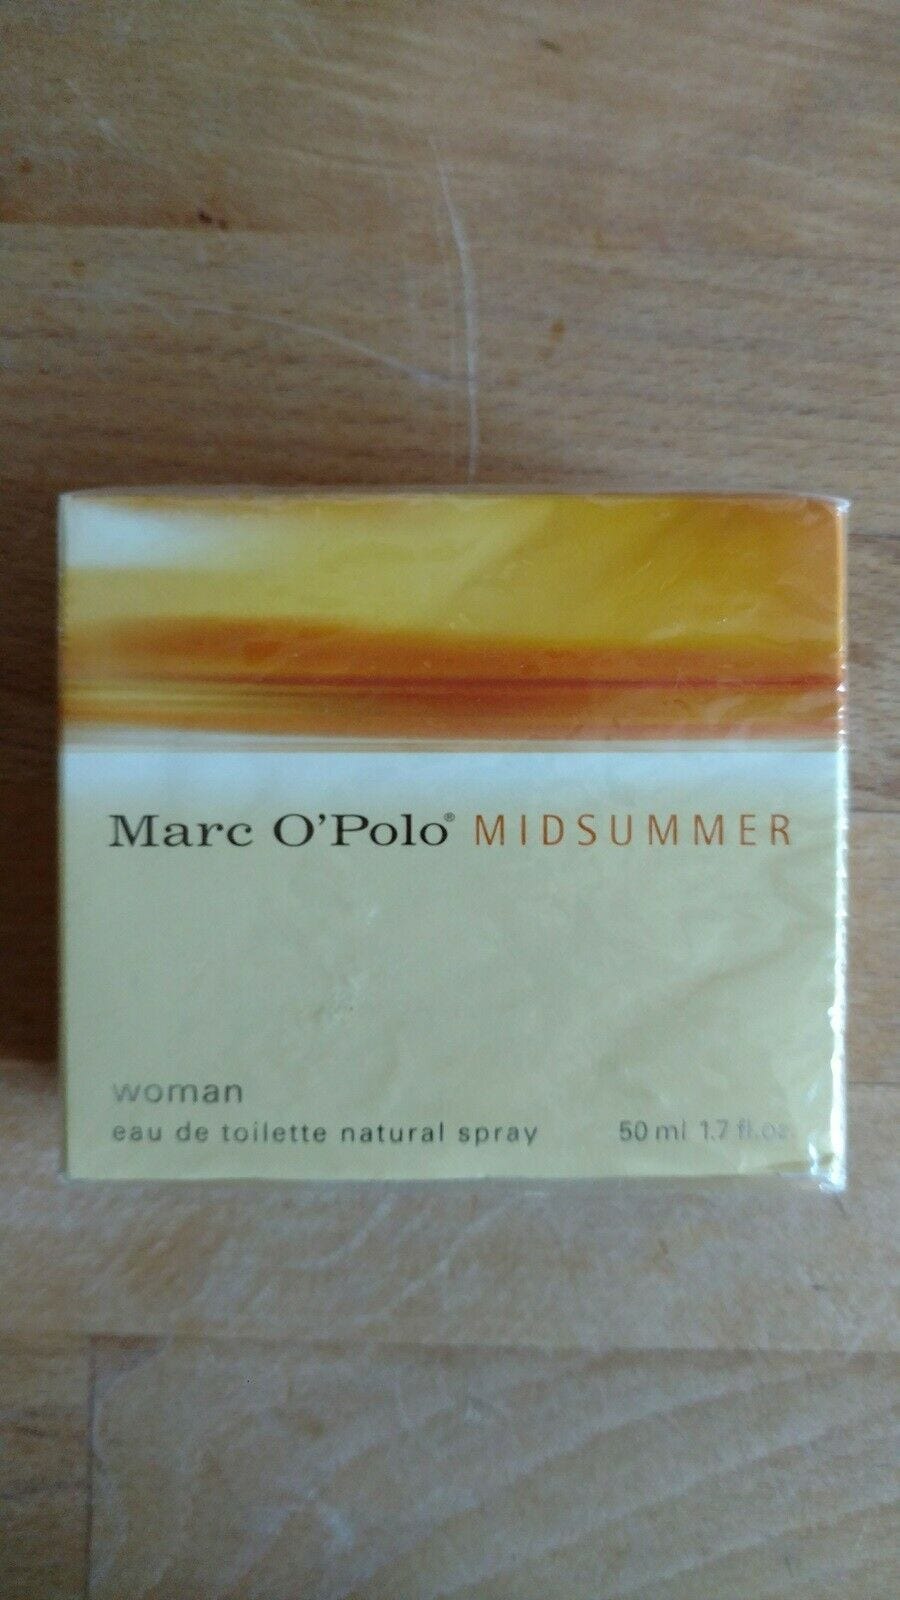 Marc O'Polo® MIDSUMMER
woman
eau de toilette natural spray 50 ml 1.7 fl.oz.